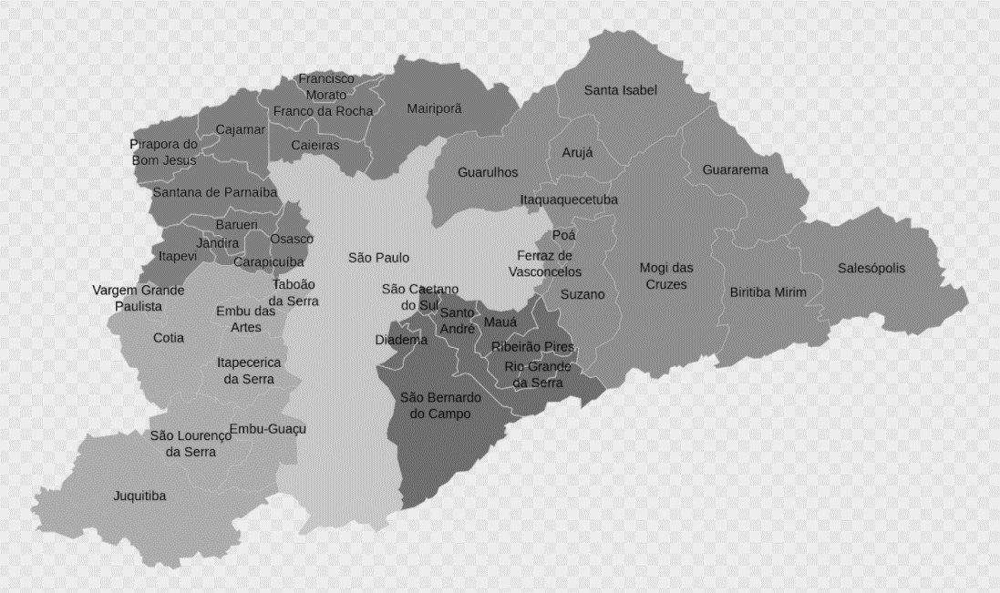 Francisco
Morato
Franco da Rocha
Mairiporã
Santa Isabel
Cajamar
Caieiras
Pirapora do
Bom Jesus
Arujá
Guarulhos
Guararema
Santana de Parnaíba
Itaquaquecetuba
Barueri
Jandira
Osasco
Itapevi
Carapicuíba
São Paulo
Poá
Ferraz de
Vasconcelos
Mogi das
Cruzes
Salesópolis
Vargem Grande
Paulista
Taboão
da Serra
São Caetano
do Sul
Suzano
Biritiba Mirim
Embu das
Artes
Santo
André
Mauá
Cotia
Diadema
Ribeirão Pires
Itapecerica
da Serra
Rio Grande
da Serra
São Bernardo
do Campo
São Lourenço
da Serra
Embu-Guaçu
Juquitiba